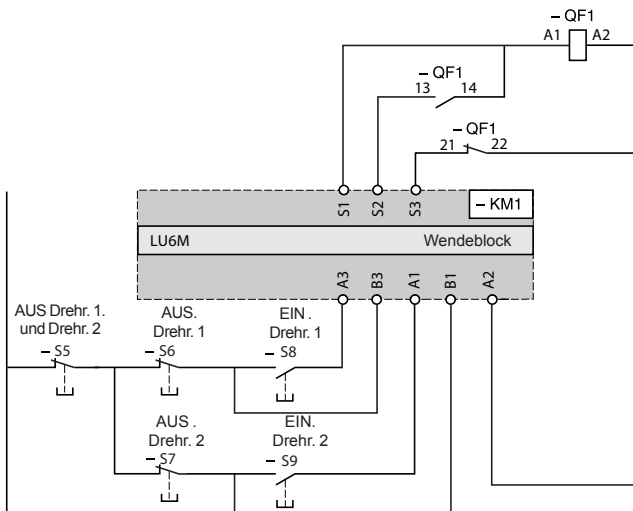 – QF1
A1 A2
– QF1
13 14
– QF1
21 22
S1 S2 S3 – KM1
LU6M Wendeblock
A3 B3 A1 B1 A2
AUS Drehr. 1.
und Drehr. 2
– S5
AUS.
Drehr. 1
– S6
EIN .
Drehr. 1
– S8
AUS .
Drehr. 2
– S7
EIN.
Drehr. 2
– S9